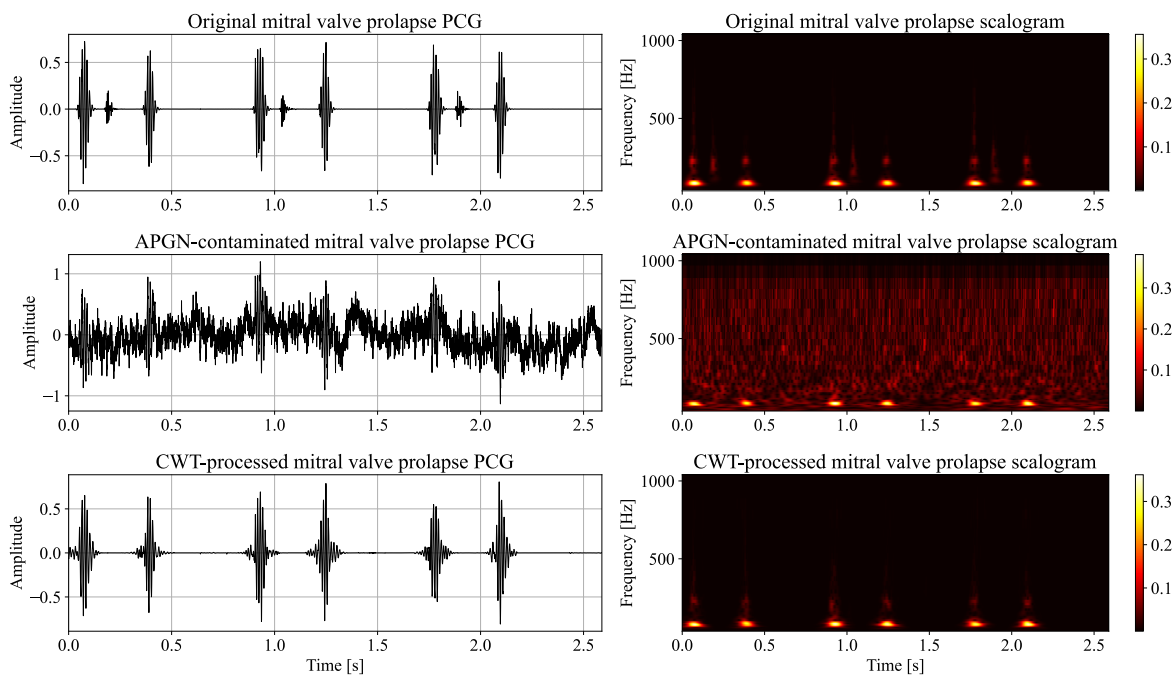 Original mitral valve prolapse PCG
Amplitude
0.5
0.0
−0.5
0.0 0.5 1.0 1.5 2.0 2.5
Original mitral valve prolapse scalogram
Frequency [Hz]
1000
500
0.0 0.5 1.0 1.5 2.0 2.5
0.3
0.2
0.1
APGN-contaminated mitral valve prolapse PCG
Amplitude
1
0
−1
0.0 0.5 1.0 1.5 2.0 2.5
APGN-contaminated mitral valve prolapse scalogram
Frequency [Hz]
1000
500
0.0 0.5 1.0 1.5 2.0 2.5
0.3
0.2
0.1
CWT-processed mitral valve prolapse PCG
Amplitude
0.5
0.0
−0.5
0.0 0.5 1.0 1.5 2.0 2.5
Time [s]
CWT-processed mitral valve prolapse scalogram
Frequency [Hz]
1000
500
0.0 0.5 1.0 1.5 2.0 2.5
Time [s]
0.3
0.2
0.1